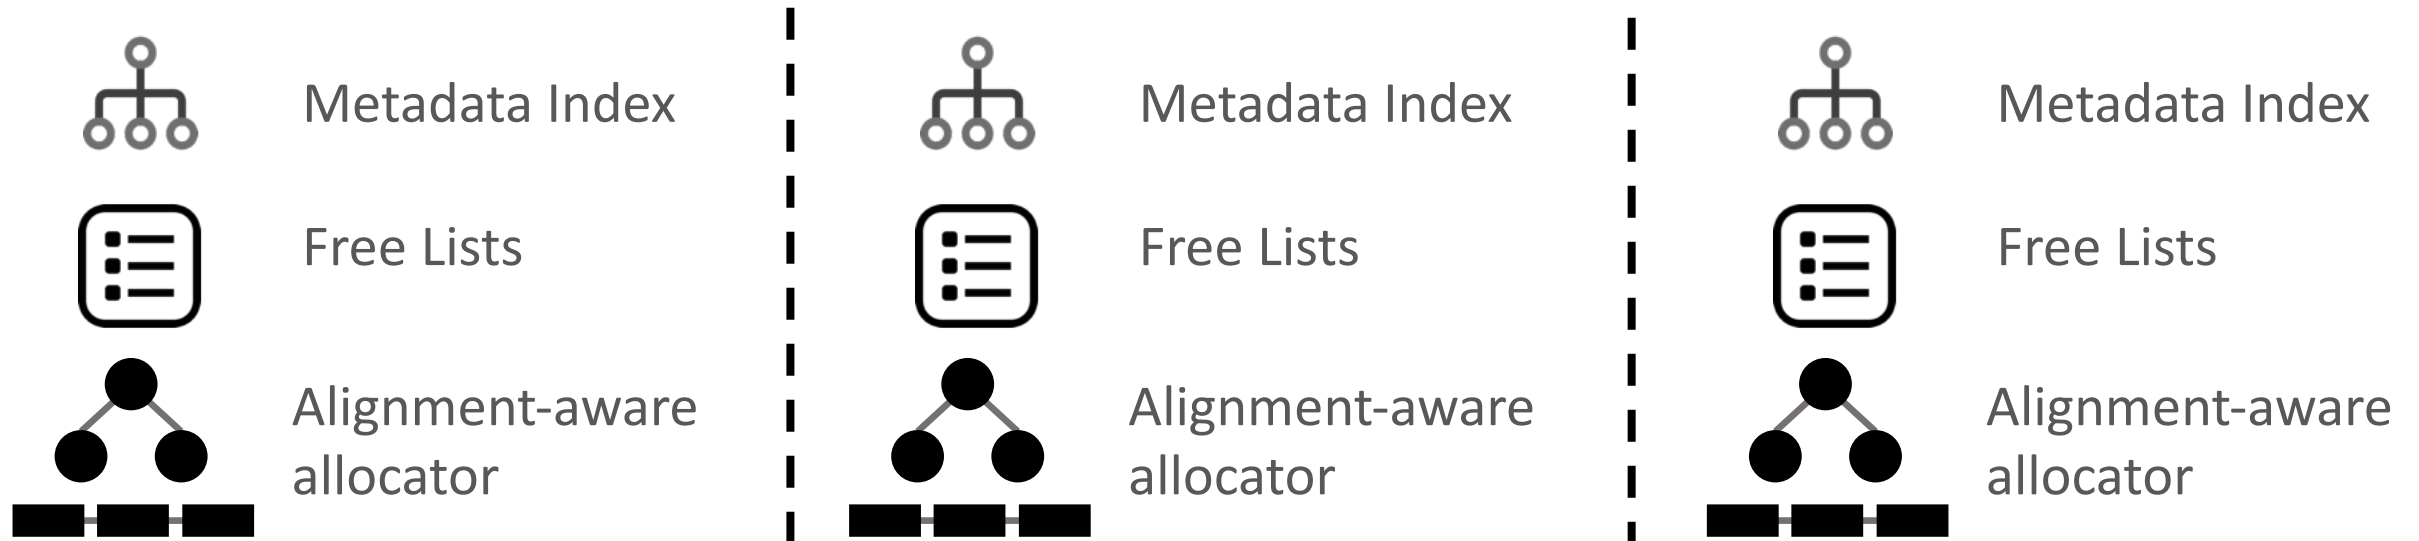 Metadata Index
Free Lists
Alignment-aware
allocator
Metadata Index
Free Lists
Alignment-aware
allocator
Metadata Index
Free Lists
Alignment-aware
allocator